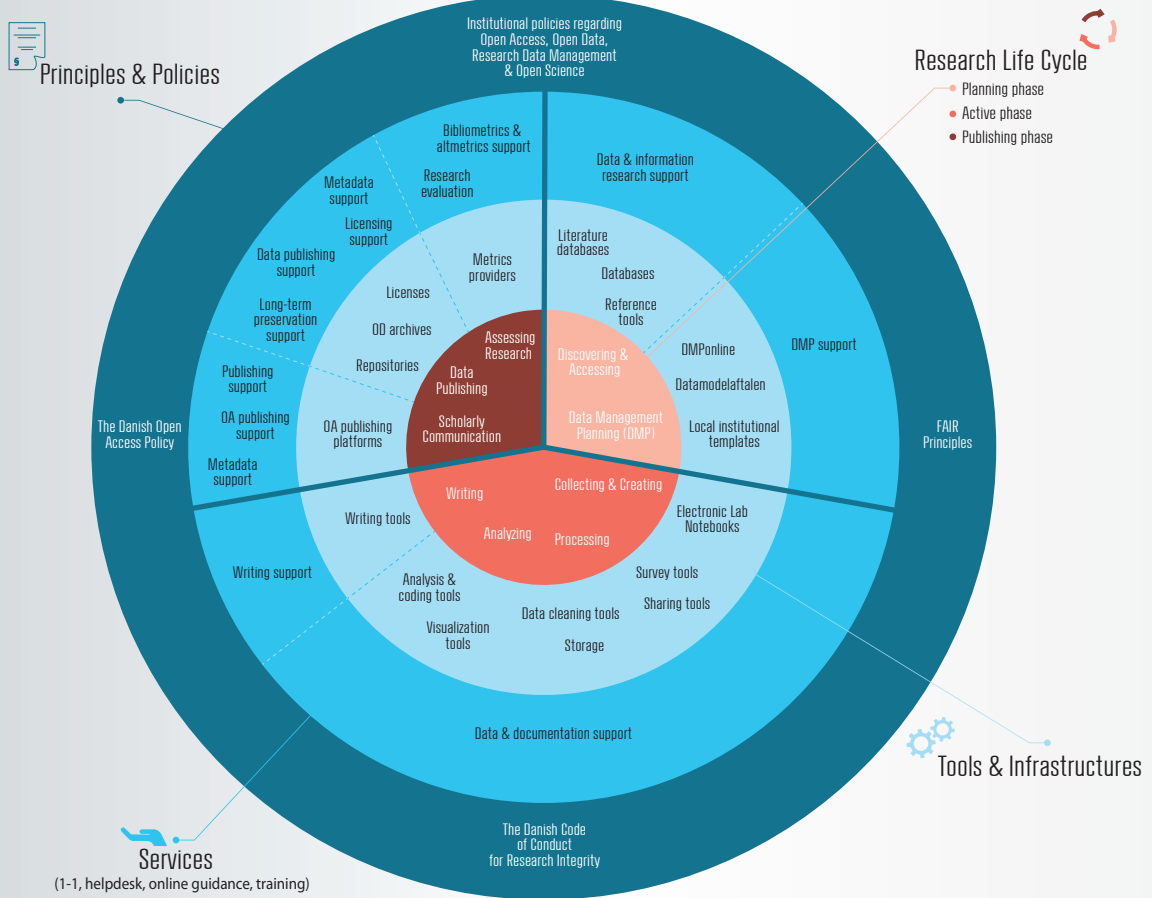 Institutional policies regarding
Open Access, Open Data,
Research Data Management
& Open Science
§
Principles & Policies
Research Life Cycle
Planning phase
Active phase
Publishing phase
Bibliometrics &
altmetrics support
Research
evaluation
Metadata
support
Licensing
support
Data publishing
support
Long-term
preservation
support
Publishing
support
OA publishing
support
Metadata
support
Data & information
research support
DMP support
Metrics
providers
Licenses
OD archives
Repositories
OA publishing
platforms
Literature
databases
Databases
Reference
tools
DMPonline
Datamodelaftalen
Local institutional
templates
Assessing
Research
Data
Publishing
Scholarly
Communication
Discovering &
Accessing
Data Management
Planning (DMP)
The Danish Open
Access Policy
FAIR
Principles
Writing
Collecting & Creating
Analyzing
Processing
Writing tools
Electronic Lab
Notebooks
Writing support
Analysis &
coding tools
Visualization
tools
Data cleaning tools
Storage
Survey tools
Sharing tools
Data & documentation support
Tools & Infrastructures
The Danish Code
of Conduct
for Research Integrity
Services
(1-1, helpdesk, online guidance, training)